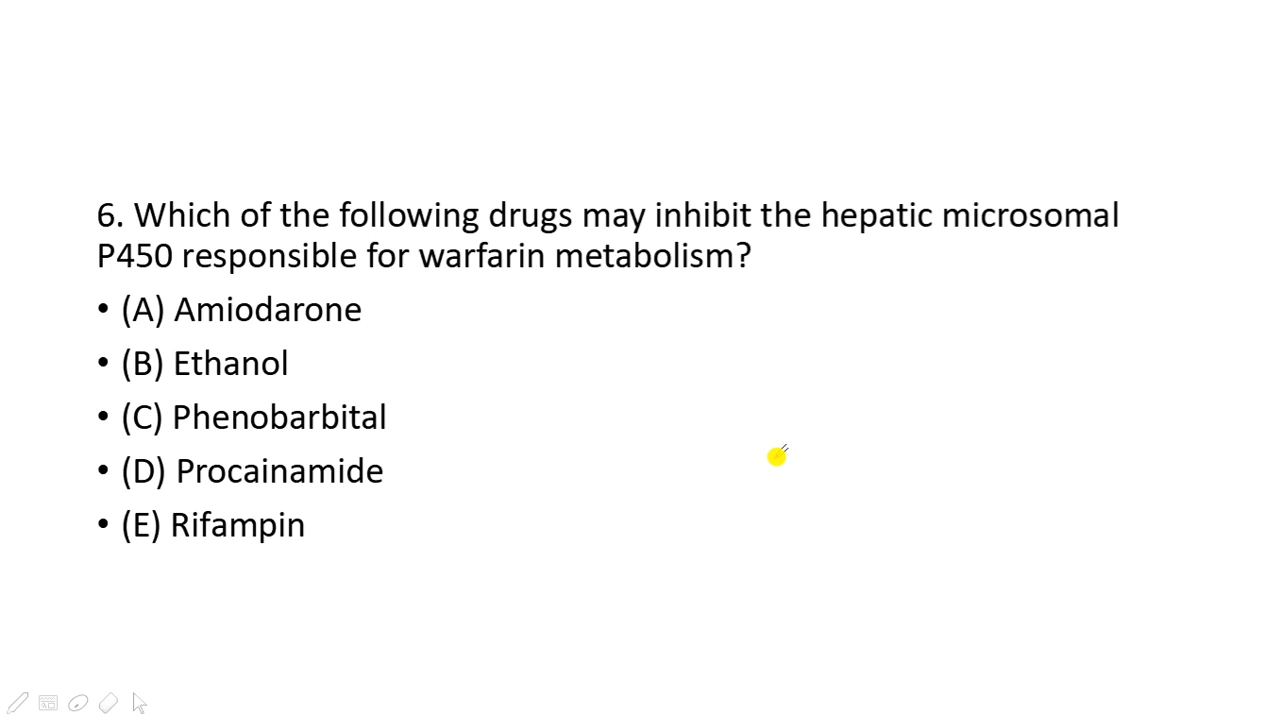 6. Which of the following drugs may inhibit the hepatic microsomal
P450 responsible for warfarin metabolism?
• (A) Amiodarone
• (B) Ethanol
• (C) Phenobarbital
• (D) Procainamide
• (E) Rifampin